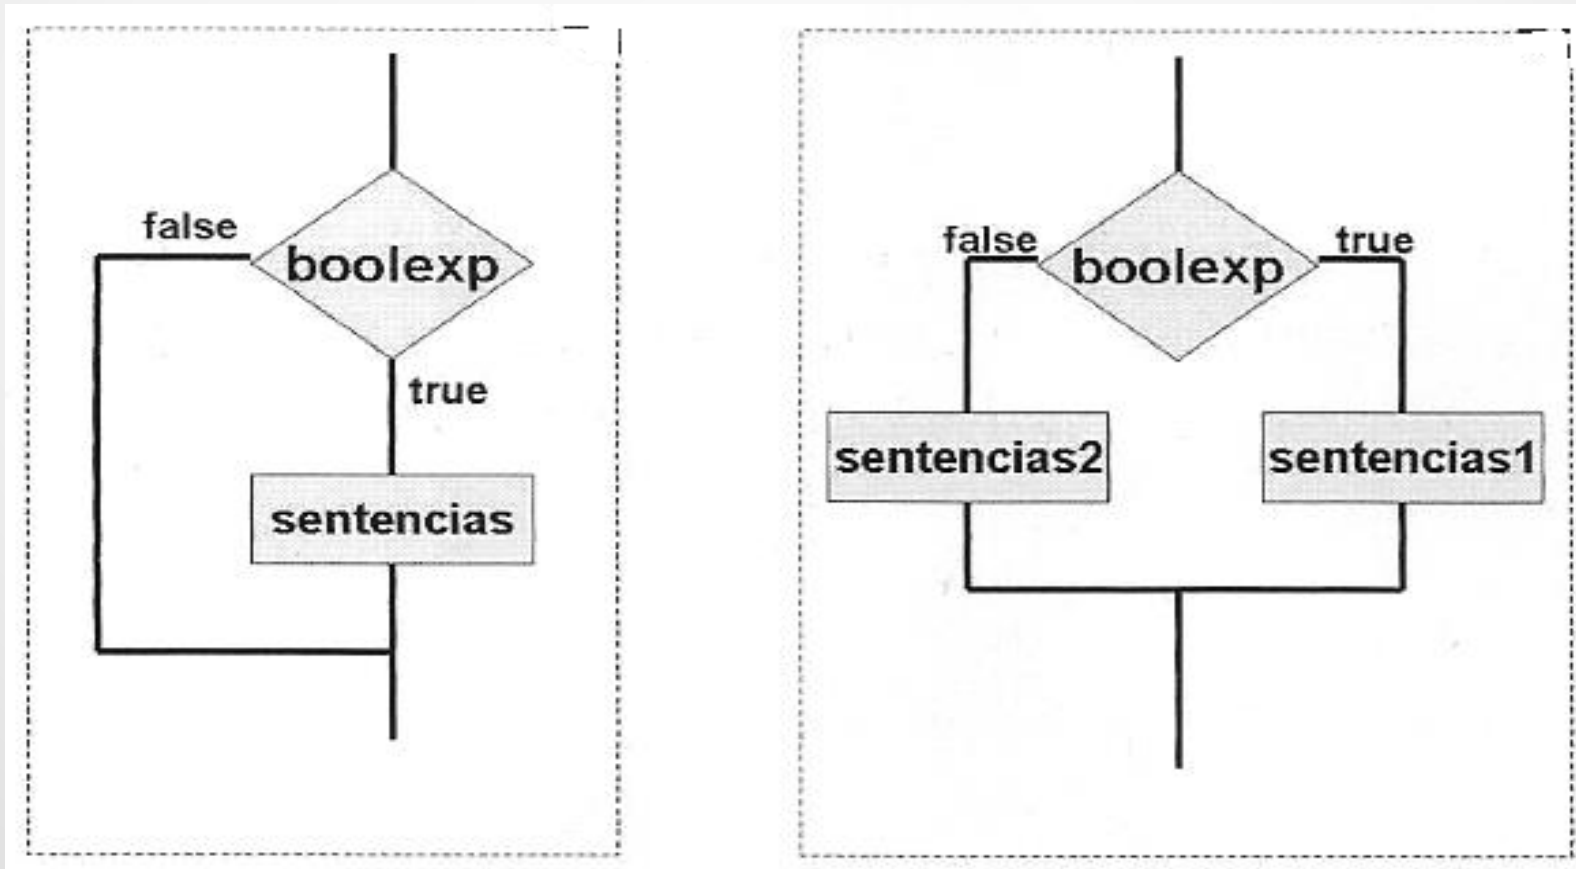 false
boolexp
true
sentencias
false
true
boolexp
sentencias2
sentencias1